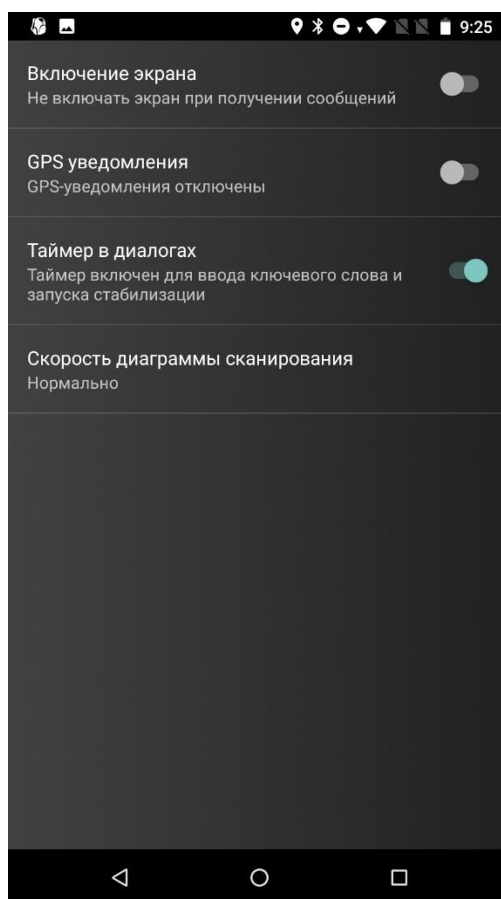 9:25
Включение экрана
Не включать экран при получении сообщений
GPS уведомления
GPS-уведомления отключены
Таймер в диалогах
Таймер включен для ввода ключевого слова и
запуска стабилизации
Скорость диаграммы сканирования
Нормально